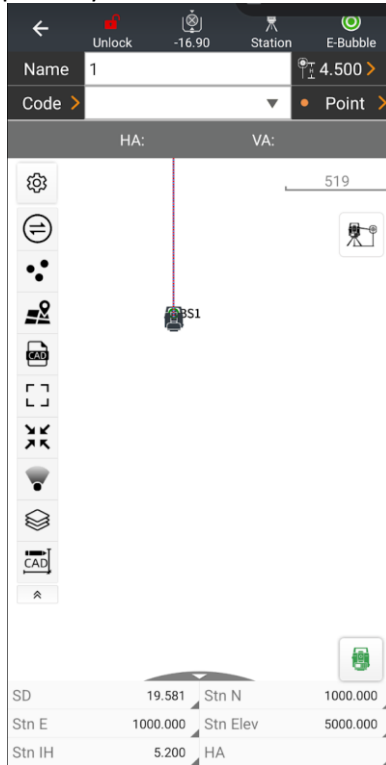 Unlock -16.90 Station E-Bubble
Name 1 4.500 >
Code > Point >
HA: VA:
519
BS1
CAD
CAD
SD 19.581 Stn N 1000.000
Stn E 1000.000 Stn Elev 5000.000
Stn IH 5.200 HA